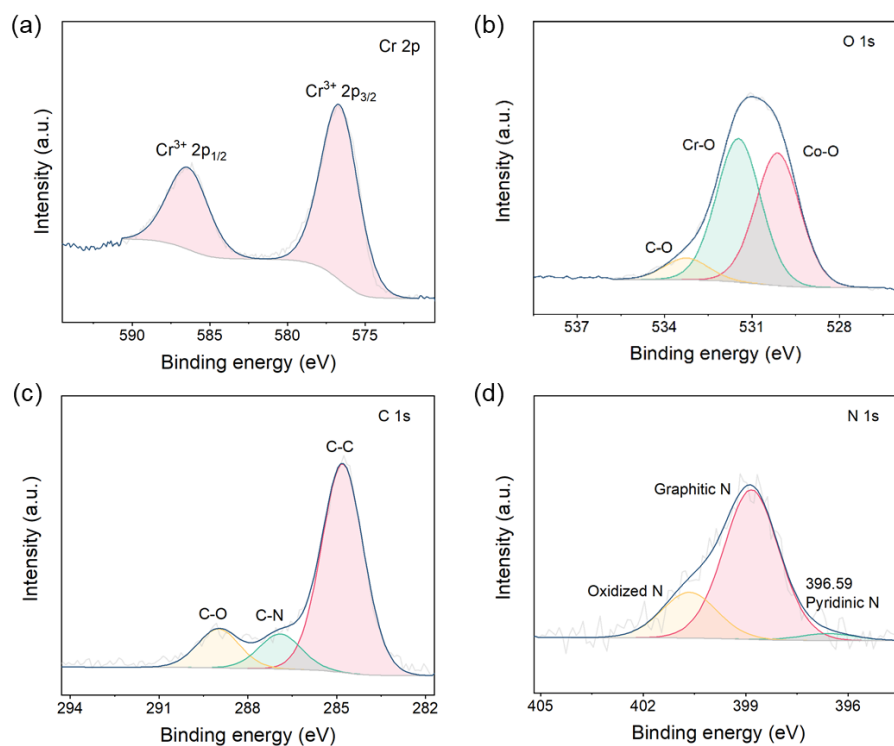 (a)
Cr 2p
Cr³⁺ 2p₃/₂
Cr³⁺ 2p₁/₂
Intensity (a.u.)
590 585 580 575
Binding energy (eV)
(b)
O 1s
Cr-O
Co-O
C-O
Intensity (a.u.)
537 534 531 528
Binding energy (eV)
(c)
C 1s
C-C
C-O
C-N
Intensity (a.u.)
294 291 288 285 282
Binding energy (eV)
(d)
N 1s
Graphitic N
Oxidized N
396.59
Pyridinic N
Intensity (a.u.)
405 402 399 396
Binding energy (eV)